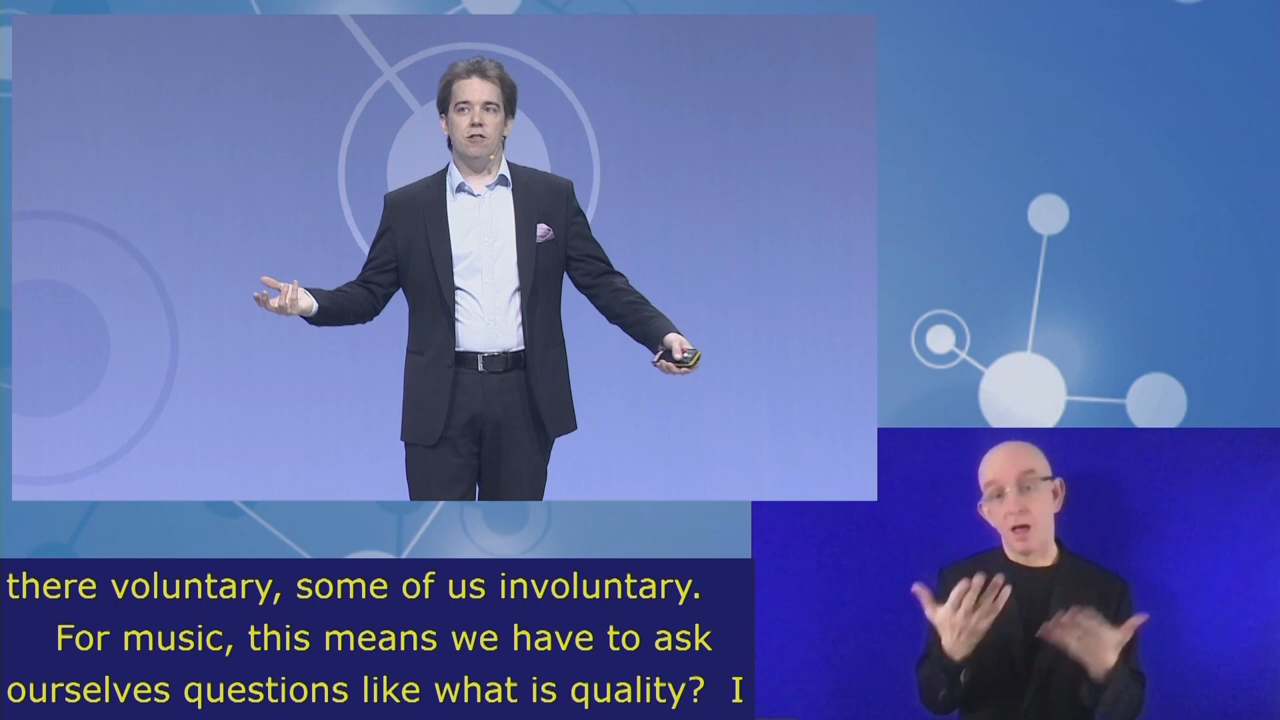 there voluntary, some of us involuntary.
For music, this means we have to ask
ourselves questions like what is quality?  I